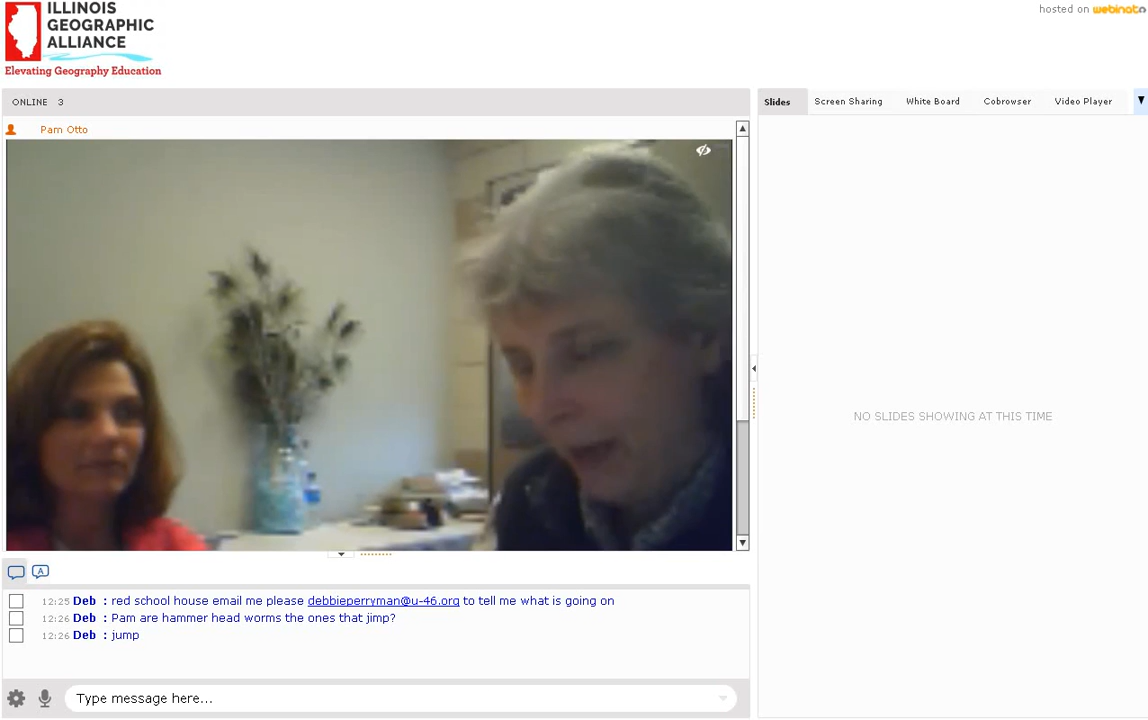 ILLINOIS
GEOGRAPHIC
ALLIANCE
Elevating Geography Education
hosted on webinato
ONLINE 3
Slides
Screen Sharing
White Board
Cobrowser
Video Player
Pam Otto
NO SLIDES SHOWING AT THIS TIME
A
12:25 Deb : red school house email me please debbieperryman@u-46.org to tell me what is going on
12:26 Deb : Pam are hammer head worms the ones that jimp?
12:26 Deb : jump
Type message here...